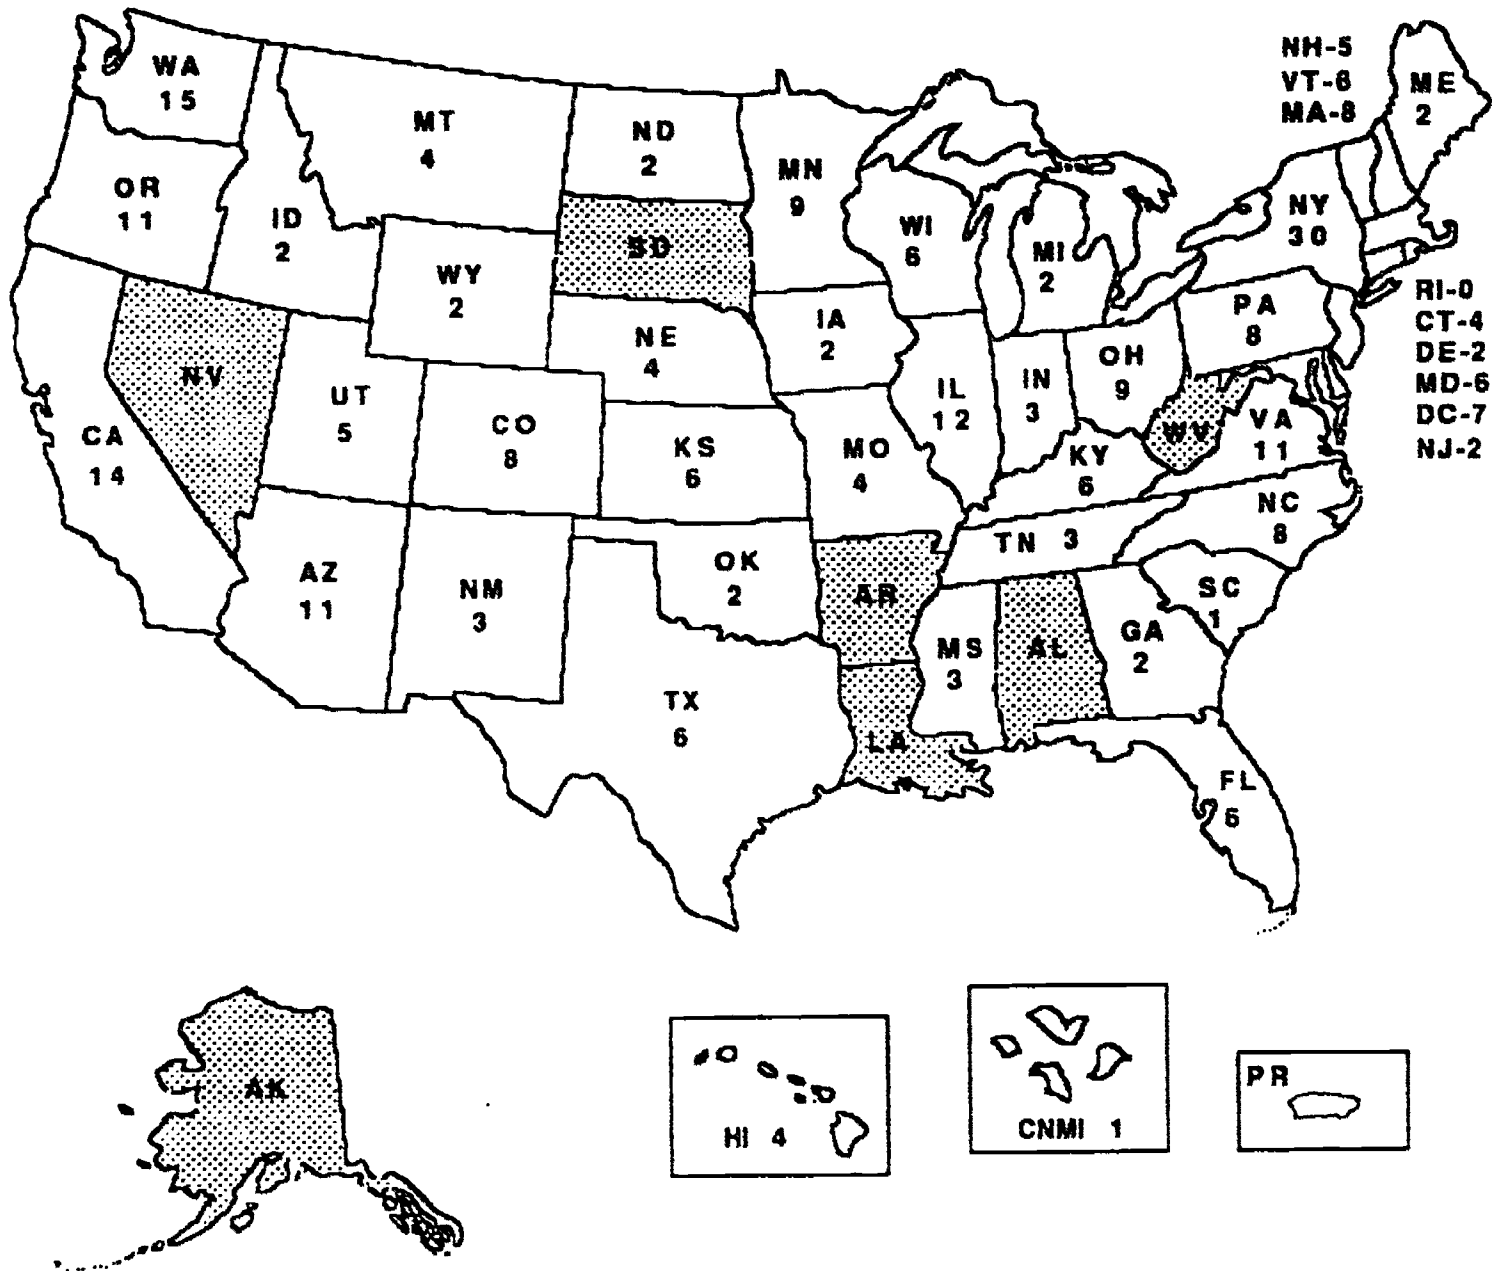 WA
15
OR
11
CA
14
NV
ID
2
MT
4
WY
2
UT
5
CO
8
AZ
11
NM
3
ND
2
SD
NE
4
KS
6
OK
2
TX
6
MN
9
IA
2
MO
4
AR
LA
WI
6
IL
12
MI
2
IN
3
OH
9
KY
6
TN 3
MS
3
AL
GA
2
FL
6
SC
1
NC
8
VA
11
WV
PA
8
NY
30
ME
2
NH-5
VT-6
MA-8
RI-0
CT-4
DE-2
MD-6
DC-7
NJ-2
AK
HI 4
CNMI 1
PR